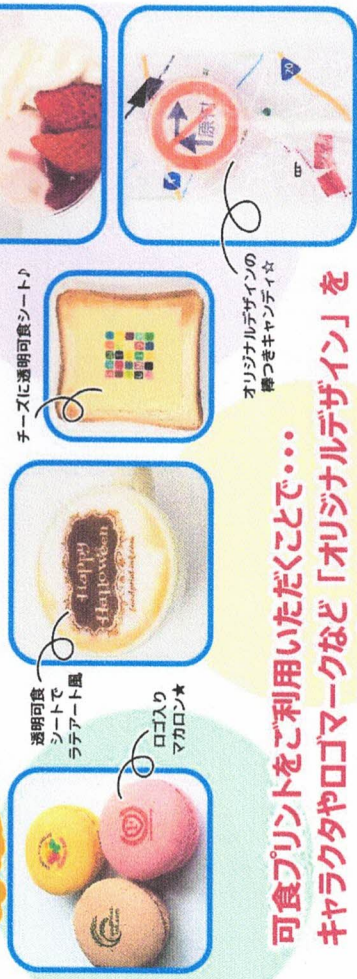 透明可食
シートで
ラテアート風
チーズに透明可食シート♪
ロゴ入り
マカロン★
オリジナルデザインの
棒つきキャンディ☆
Happy
Halloween
原付
20
可食プリントをご利用いただくことで・・・
キャラクタやロゴマークなど「オリジナルデザイン」を